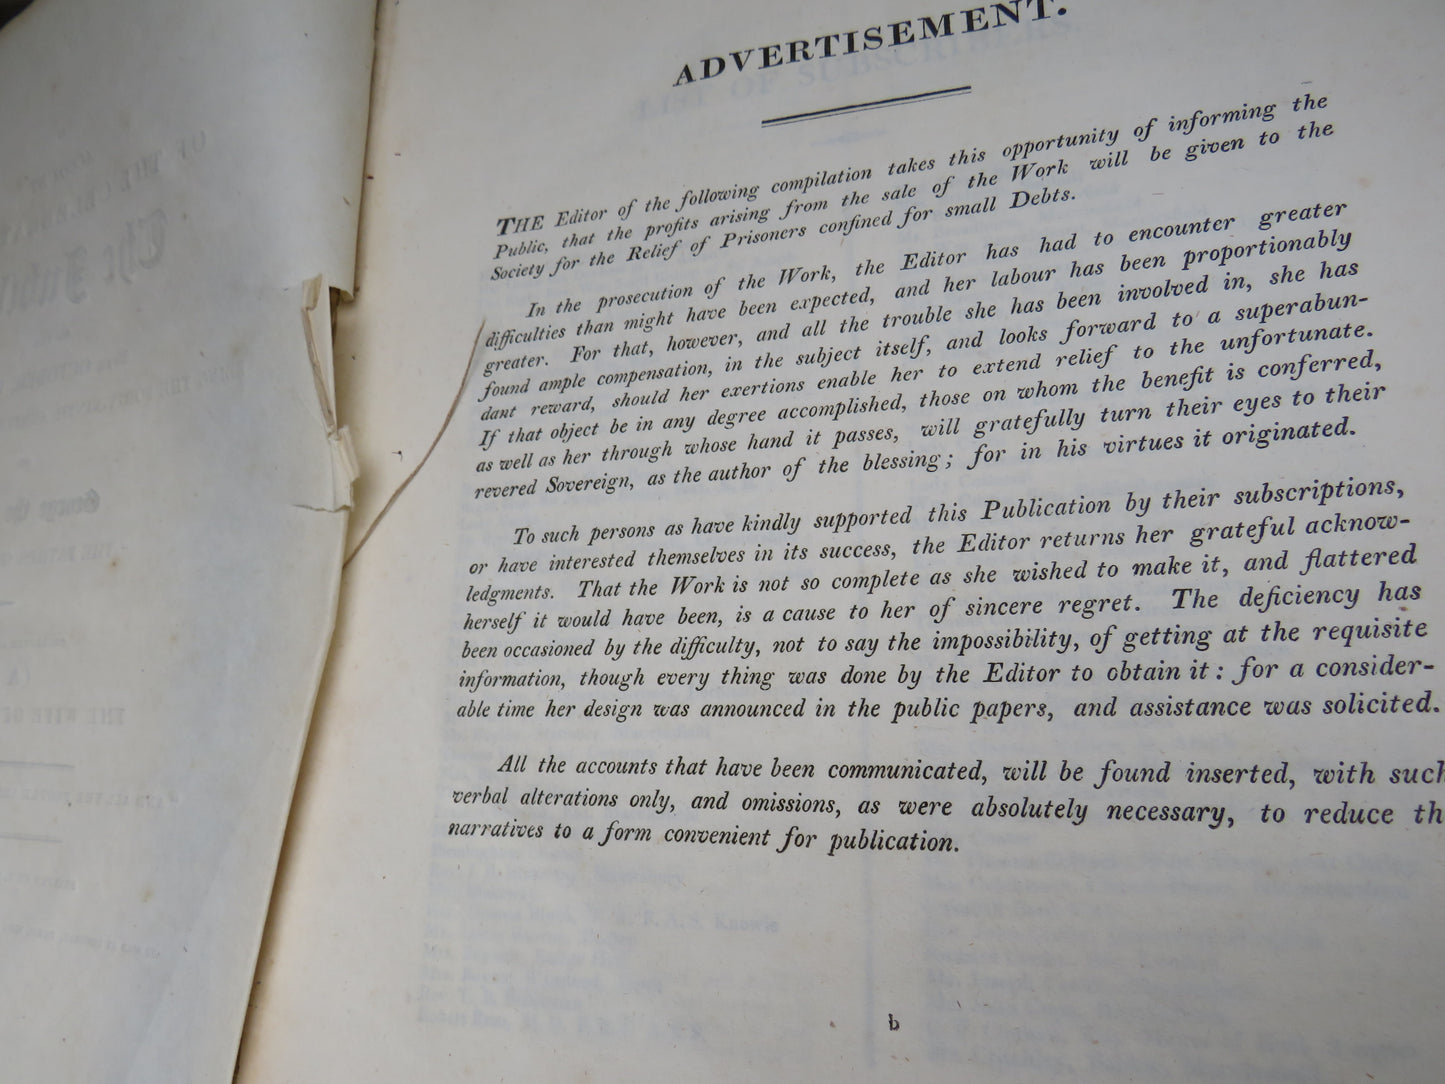 ADVERTISEMENT.
THE Editor of the following compilation takes this opportunity of informing the
Public, that the profits arising from the sale of the Work will be given to the
Society for the Relief of Prisoners confined for small Debts.
In the prosecution of the Work, the Editor has had to encounter greater
difficulties than might have been expected, and her labour has been proportionably
greater. For that, however, and all the trouble she has been involved in, she has
found ample compensation, in the subject itself, and looks forward to a superabun-
dant reward, should her exertions enable her to extend relief to the unfortunate.
If that object be in any degree accomplished, those on whom the benefit is conferred,
as well as her through whose hand it passes, will gratefully turn their eyes to their
revered Sovereign, as the author of the blessing; for in his virtues it originated.
To such persons as have kindly supported this Publication by their subscriptions,
or have interested themselves in its success, the Editor returns her grateful acknow-
ledgments. That the Work is not so complete as she wished to make it, and flattered
herself it would have been, is a cause to her of sincere regret. The deficiency has
been occasioned by the difficulty, not to say the impossibility, of getting at the requisite
information, though every thing was done by the Editor to obtain it: for a consider-
able time her design was announced in the public papers, and assistance was solicited.
All the accounts that have been communicated, will be found inserted, with such
verbal alterations only, and omissions, as were absolutely necessary, to reduce th
narratives to a form convenient for publication.
b